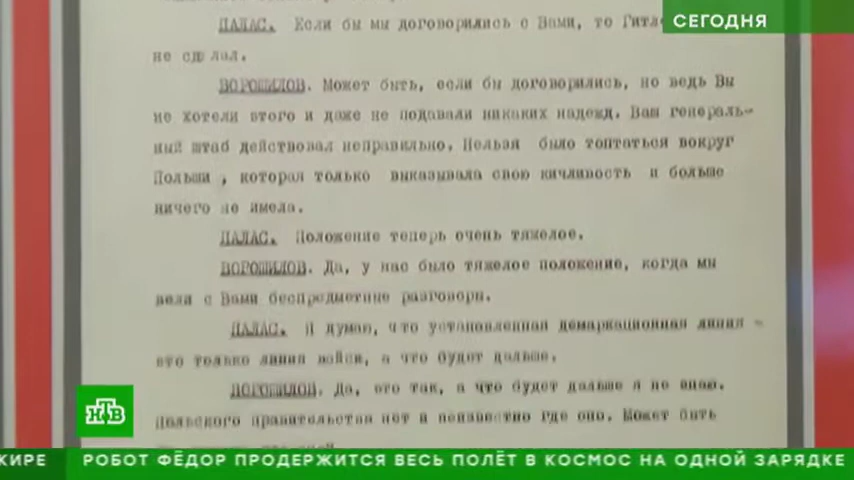 СЕГОДНЯ
ПАЛАС. Если бы мы договорились с Вами, то
не сделал.
ВОРОШИЛОВ. Может быть, если бы договорились, но ведь Вы
не хотели этого и даже не подавали никаких надежд. Ваш генераль-
ный штаб действовал неправильно. Нельзя было топтаться вокруг
Польши, которая только выказывала свою кичливость и больше
ничего не имела.
ПАЛАС. Положение теперь очень тяжелое.
ВОРОШИЛОВ. Да, у нас было тяжелое положение, когда мы
вели с Вами беспредметные разговоры.
ПАЛАС. Я думаю, что установленная демаркационная линия -
это только линия войск, а что будет дальше.
ВОРОШИЛОВ. Да, это так, а что будет дальше я не знаю.
Польского правительства нет и неизвестно где оно. Может быть
НТВ
КИРЕ РОБОТ ФЁДОР ПРОДЕРЖИТСЯ ВЕСЬ ПОЛЁТ В КОСМОС НА ОДНОЙ ЗАРЯДКЕ